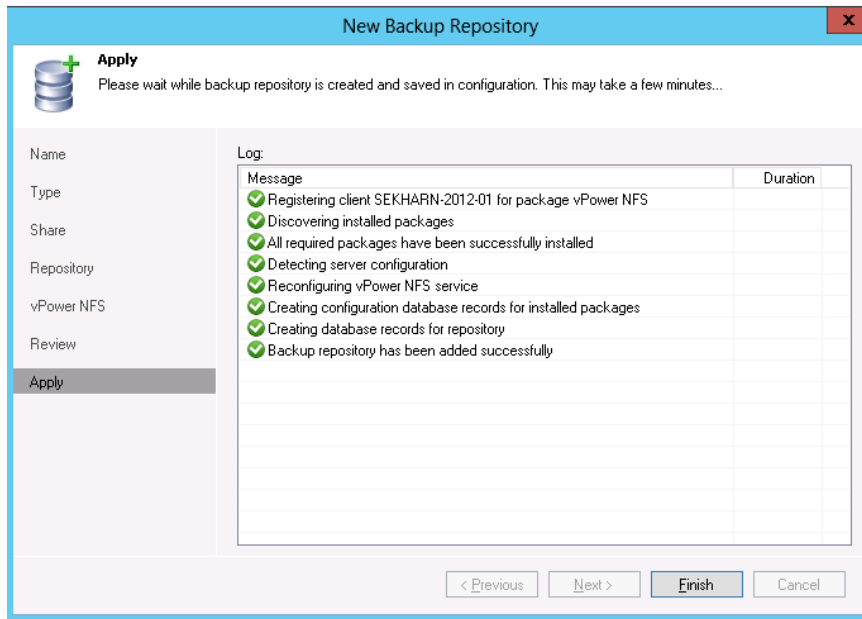 New Backup Repository
x
Apply
Please wait while backup repository is created and saved in configuration. This may take a few minutes...
Name
Type
Share
Repository
vPower NFS
Review
Apply
Log:
Message Duration
Registering client SEKHARN-2012-01 for package vPower NFS
Discovering installed packages
All required packages have been successfully installed
Detecting server configuration
Reconfiguring vPower NFS service
Creating configuration database records for installed packages
Creating database records for repository
Backup repository has been added successfully
< Previous Next > Finish Cancel